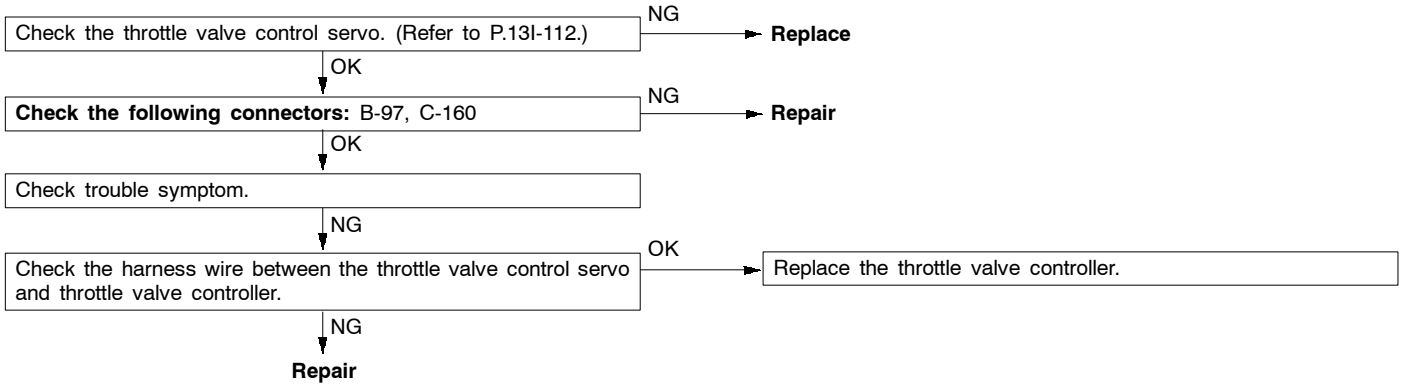 NG
Check the throttle valve control servo. (Refer to P.13I-112.)
Replace
OK
NG
Check the following connectors: B-97, C-160
Repair
OK
Check trouble symptom.
NG
OK
Check the harness wire between the throttle valve control servo
and throttle valve controller.
Replace the throttle valve controller.
NG
Repair